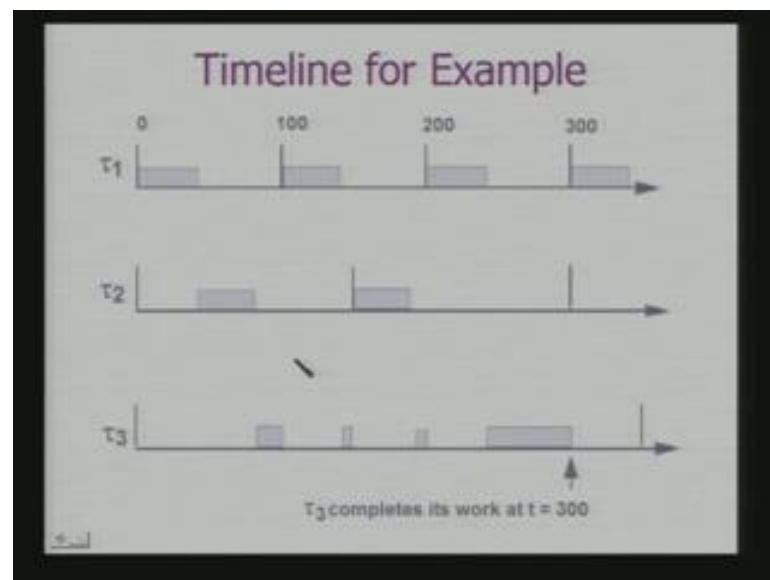 Timeline for Example
0 100 200 300
τ1
τ2
τ3
τ3 completes its work at t = 300